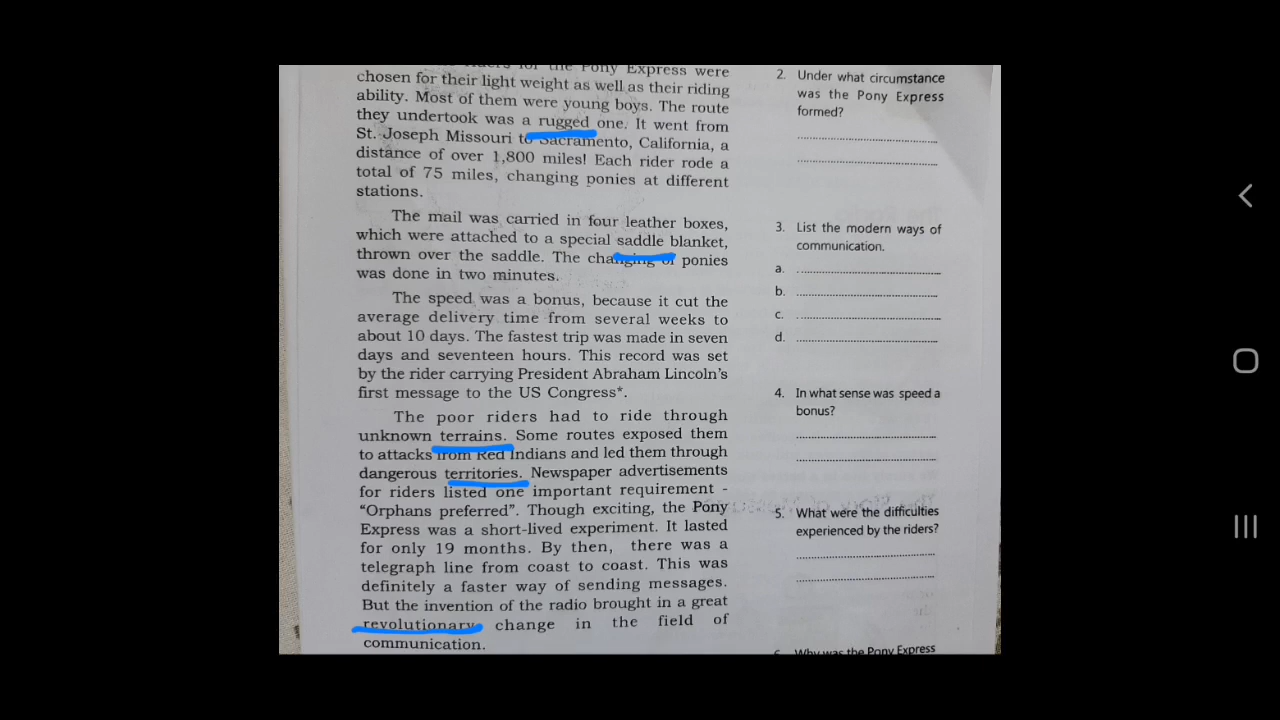 Riders for the Pony Express were
chosen for their light weight as well as their riding
ability. Most of them were young boys. The route
they undertook was a rugged one. It went from
St. Joseph Missouri to Sacramento, California, a
distance of over 1,800 miles! Each rider rode a
total of 75 miles, changing ponies at different
stations.
The mail was carried in four leather boxes,
which were attached to a special saddle blanket,
thrown over the saddle. The changing of ponies
was done in two minutes.
The speed was a bonus, because it cut the
average delivery time from several weeks to
about 10 days. The fastest trip was made in seven
days and seventeen hours. This record was set
by the rider carrying President Abraham Lincoln's
first message to the US Congress*.
The poor riders had to ride through
unknown terrains. Some routes exposed them
to attacks from Red Indians and led them through
dangerous territories. Newspaper advertisements
for riders listed one important requirement -
“Orphans preferred”. Though exciting, the Pony
Express was a short-lived experiment. It lasted
for only 19 months. By then, there was a
telegraph line from coast to coast. This was
definitely a faster way of sending messages.
But the invention of the radio brought in a great
revolutionary change in the field of
communication.
2. Under what circumstance
was the Pony Express
formed?
3. List the modern ways of
communication.
a.
b.
c.
d.
4. In what sense was speed a
bonus?
5. What were the difficulties
experienced by the riders?
6. Why was the Pony Express